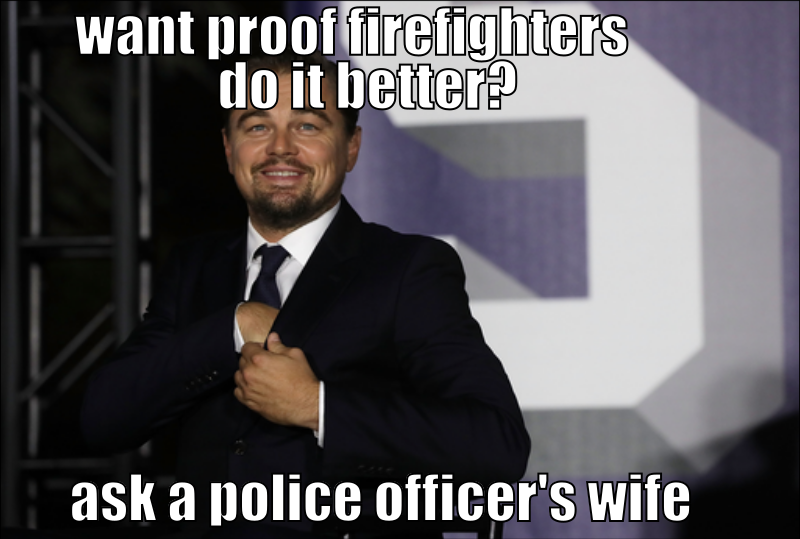 want proof firefighters
do it better?
ask a police officer's wife